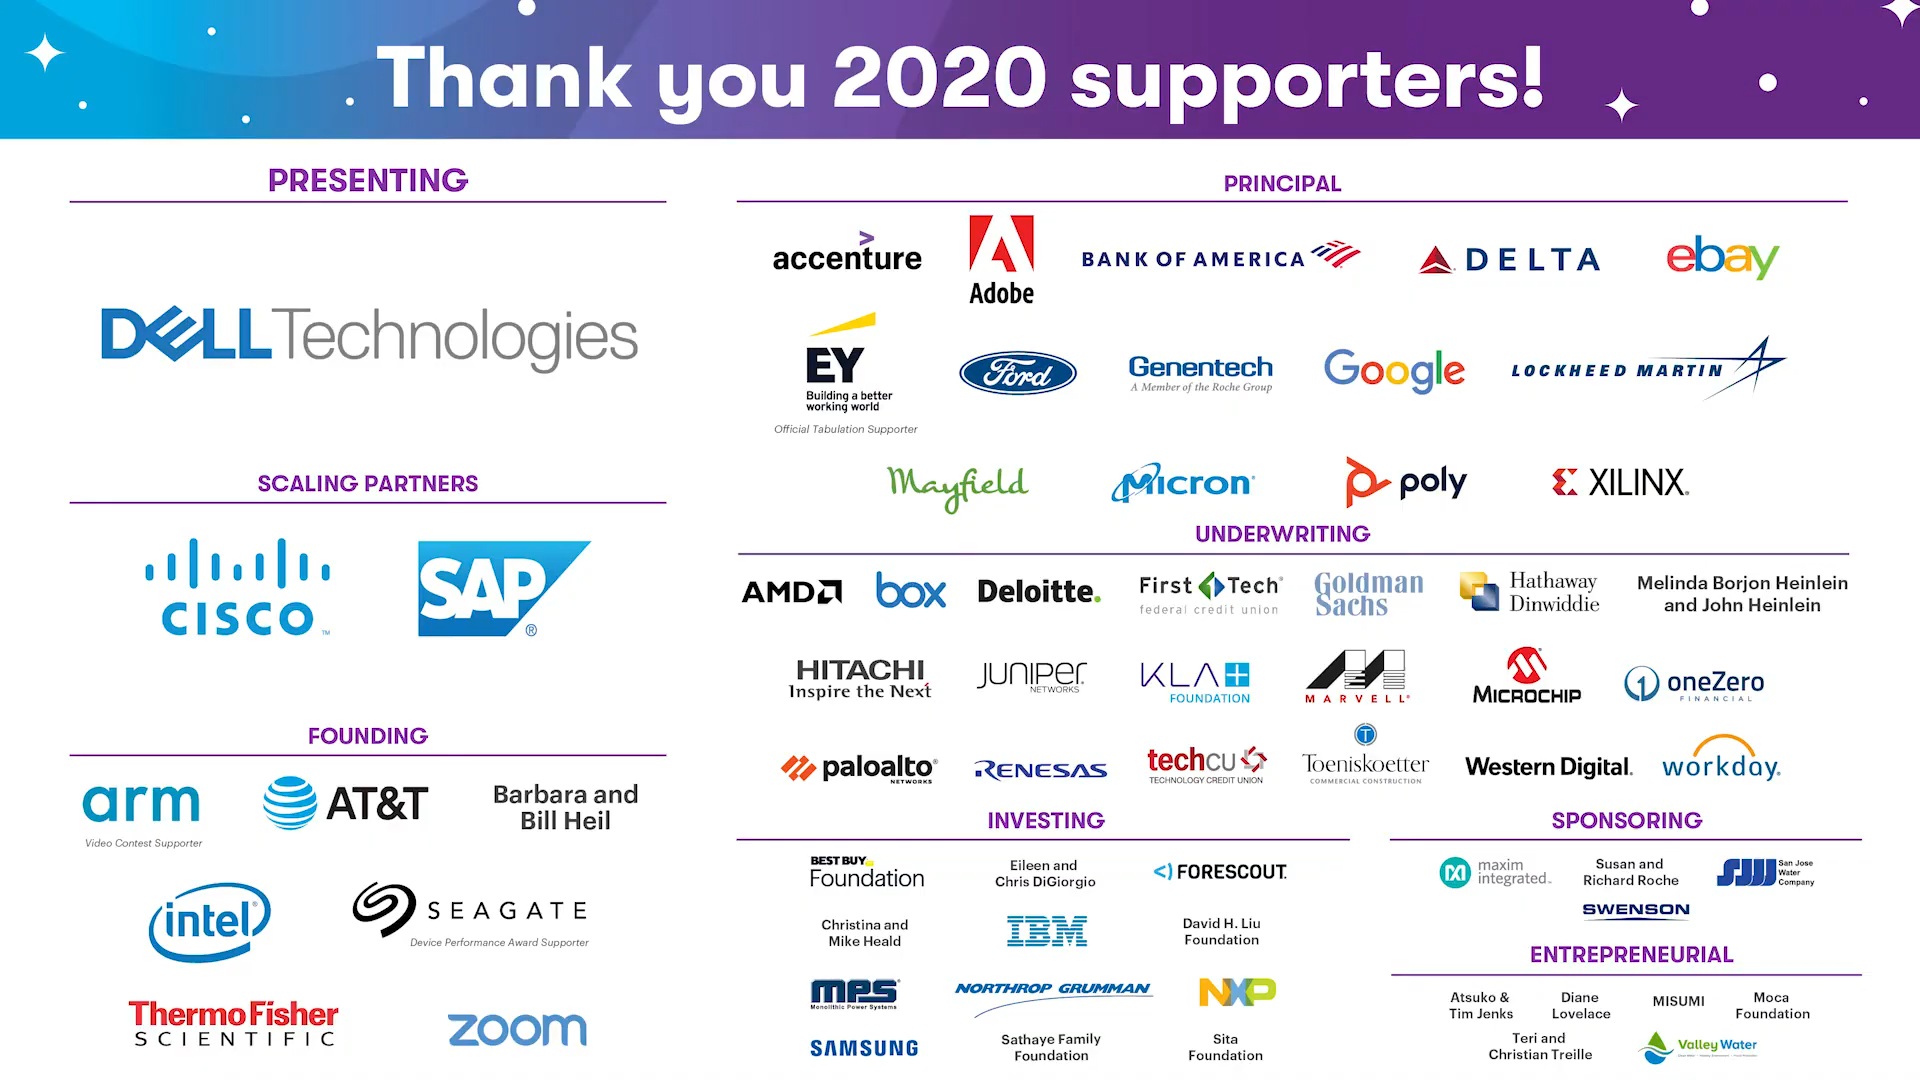 Thank you 2020 supporters!
PRESENTING
DELL Technologies
SCALING PARTNERS
CISCO ™
SAP ®
FOUNDING
arm
Video Contest Supporter
AT&T
Barbara and
Bill Heil
intel®
SEAGATE
Device Performance Award Supporter
ThermoFisher
SCIENTIFIC
zoom
PRINCIPAL
accenture
Adobe
BANK OF AMERICA
DELTA
ebay
EY
Building a better
working world
Official Tabulation Supporter
Ford
Genentech
A Member of the Roche Group
Google
LOCKHEED MARTIN
Mayfield
Micron®
poly
XILINX®
UNDERWRITING
AMD
box
Deloitte.
First Tech®
federal credit union
Goldman
Sachs
Hathaway
Dinwiddie
Melinda Borjon Heinlein
and John Heinlein
HITACHI
Inspire the Next
JUNIPER
NETWORKS
KLA
FOUNDATION
MARVELL®
MICROCHIP
1 oneZero
FINANCIAL
paloalto®
NETWORKS
RENESAS
techcu
TECHNOLOGY CREDIT UNION
T
Toeniskoetter
COMMERCIAL CONSTRUCTION
Western Digital®
workday®
INVESTING
BEST BUY
Foundation
Eileen and
Chris DiGiorgio
<) FORESCOUT.
Christina and
Mike Heald
IBM
David H. Liu
Foundation
MPS®
Monolithic Power Systems
NORTHROP GRUMMAN
NXP
SAMSUNG
Sathaye Family
Foundation
Sita
Foundation
SPONSORING
maxim
integrated™
Susan and
Richard Roche
SJW
San Jose
Water
Company
SWENSON
ENTREPRENEURIAL
Atsuko &
Tim Jenks
Diane
Lovelace
MISUMI
Moca
Foundation
Teri and
Christian Treille
Valley Water